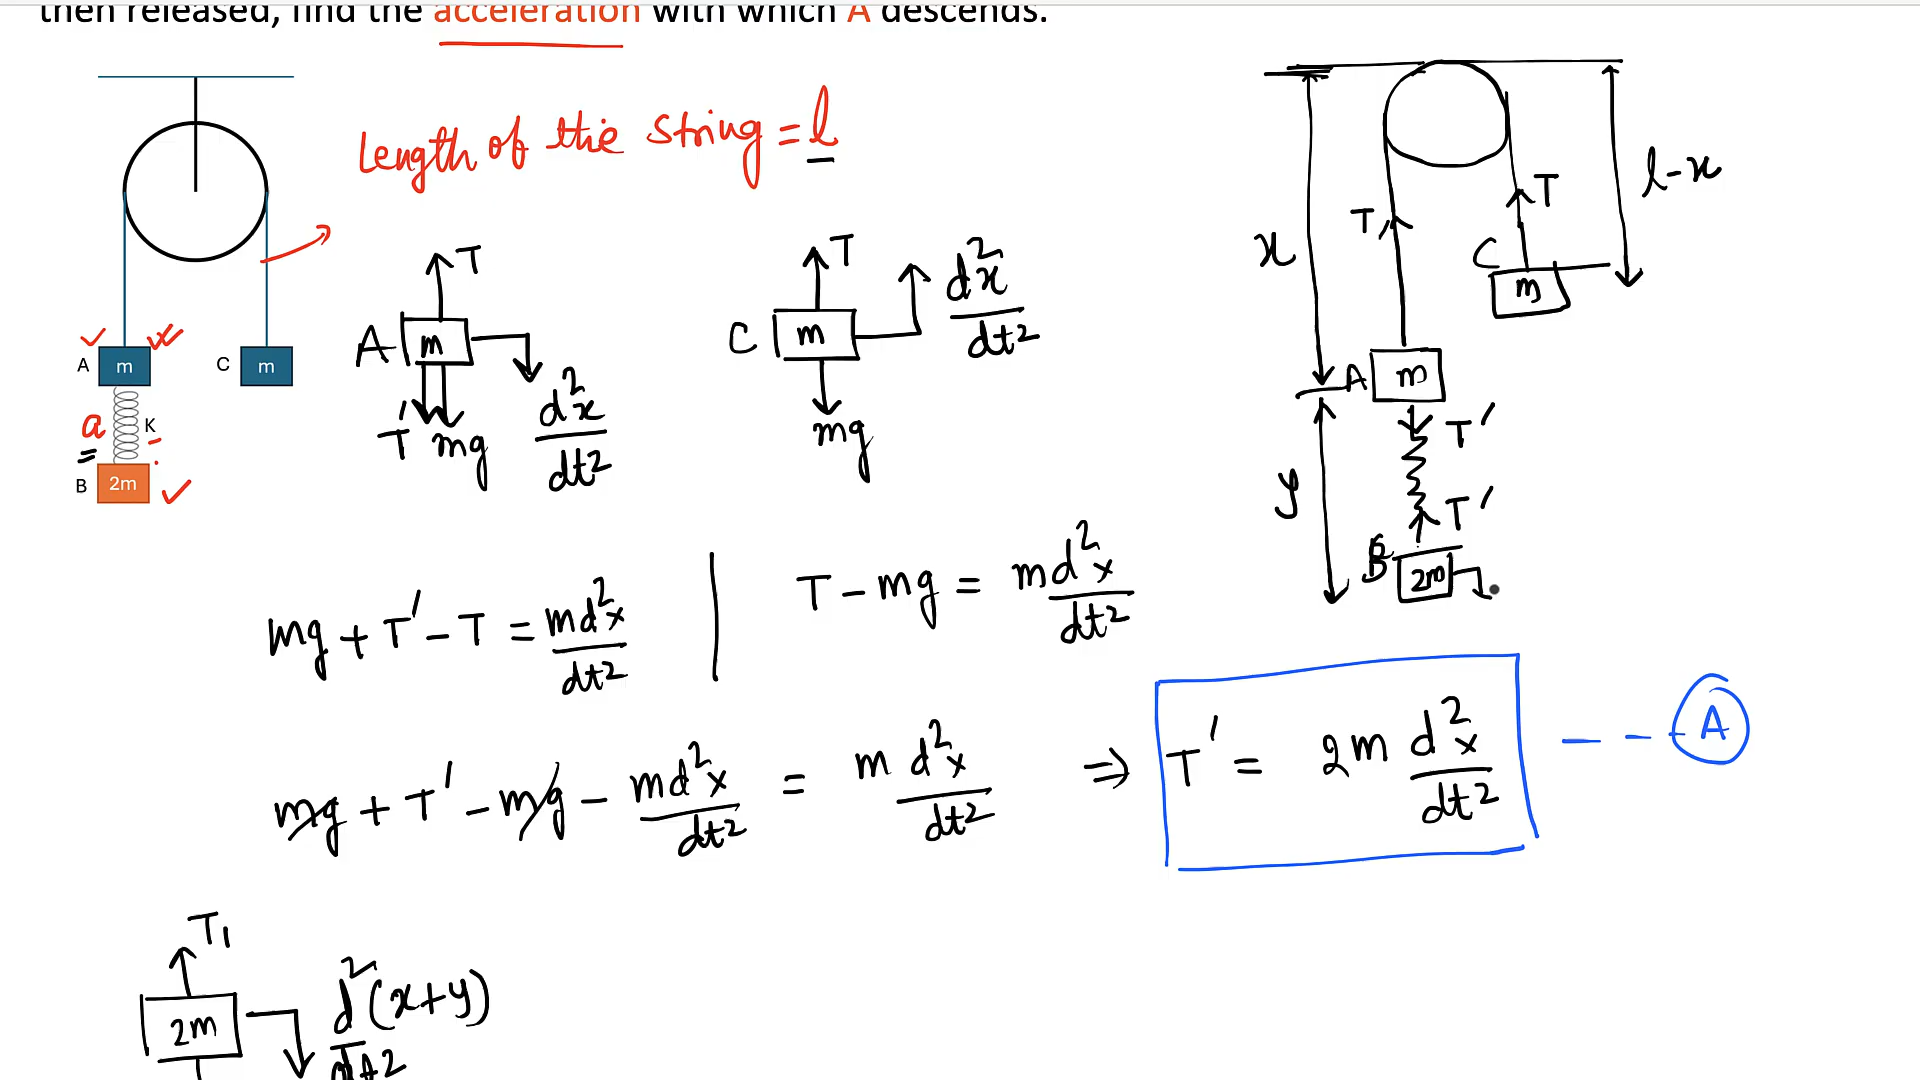 then released, find the acceleration with which A descends.
Length of the string = l
A m
C m
a
K
B 2m
T
A m
T' mg
d²x/dt²
T
C m
mg
d²x/dt²
x
l-x
T
T
C
m
A m
T'
y
T'
B
2m
mg + T' - T = md²x/dt²
T - mg = md²x/dt²
mg + T' - mg - md²x/dt² = m d²x/dt² ⇒ T' = 2m d²x/dt² --- A
T₁
2m
d²(x+y)/dt²